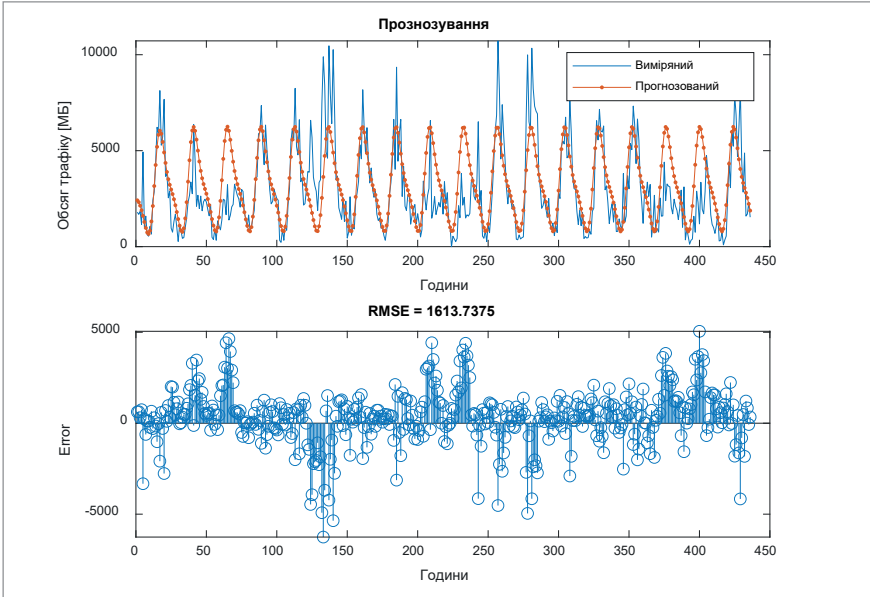 Прознозування
10000
5000
0
Обсяг трафіку [МБ]
Виміряний
Прогнозований
0 50 100 150 200 250 300 350 400 450
Години
RMSE = 1613.7375
5000
0
-5000
Error
0 50 100 150 200 250 300 350 400 450
Години